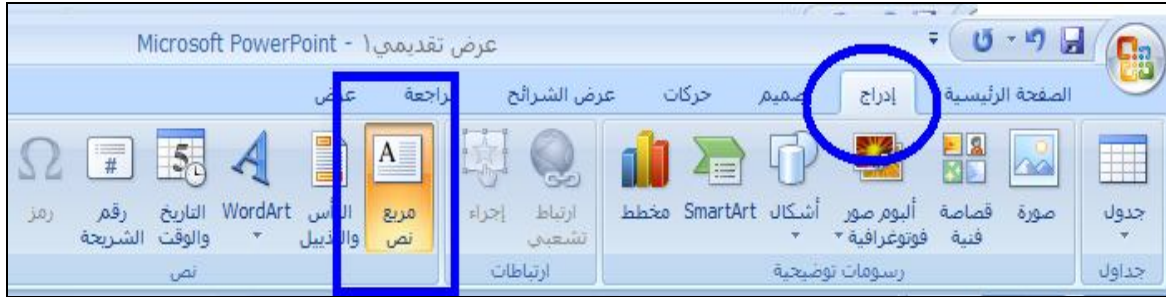 عرض تقديمي١ - Microsoft PowerPoint
الصفحة الرئيسية إدراج تصميم حركات عرض الشرائح مراجعة عرض
جدول صورة قصاصة فنية ألبوم صور فوتوغرافية أشكال SmartArt مخطط ارتباط تشعبي إجراء مربع نص الرأس والتذييل WordArt التاريخ والوقت رقم الشريحة رمز
جداول رسومات توضيحية ارتباطات نص